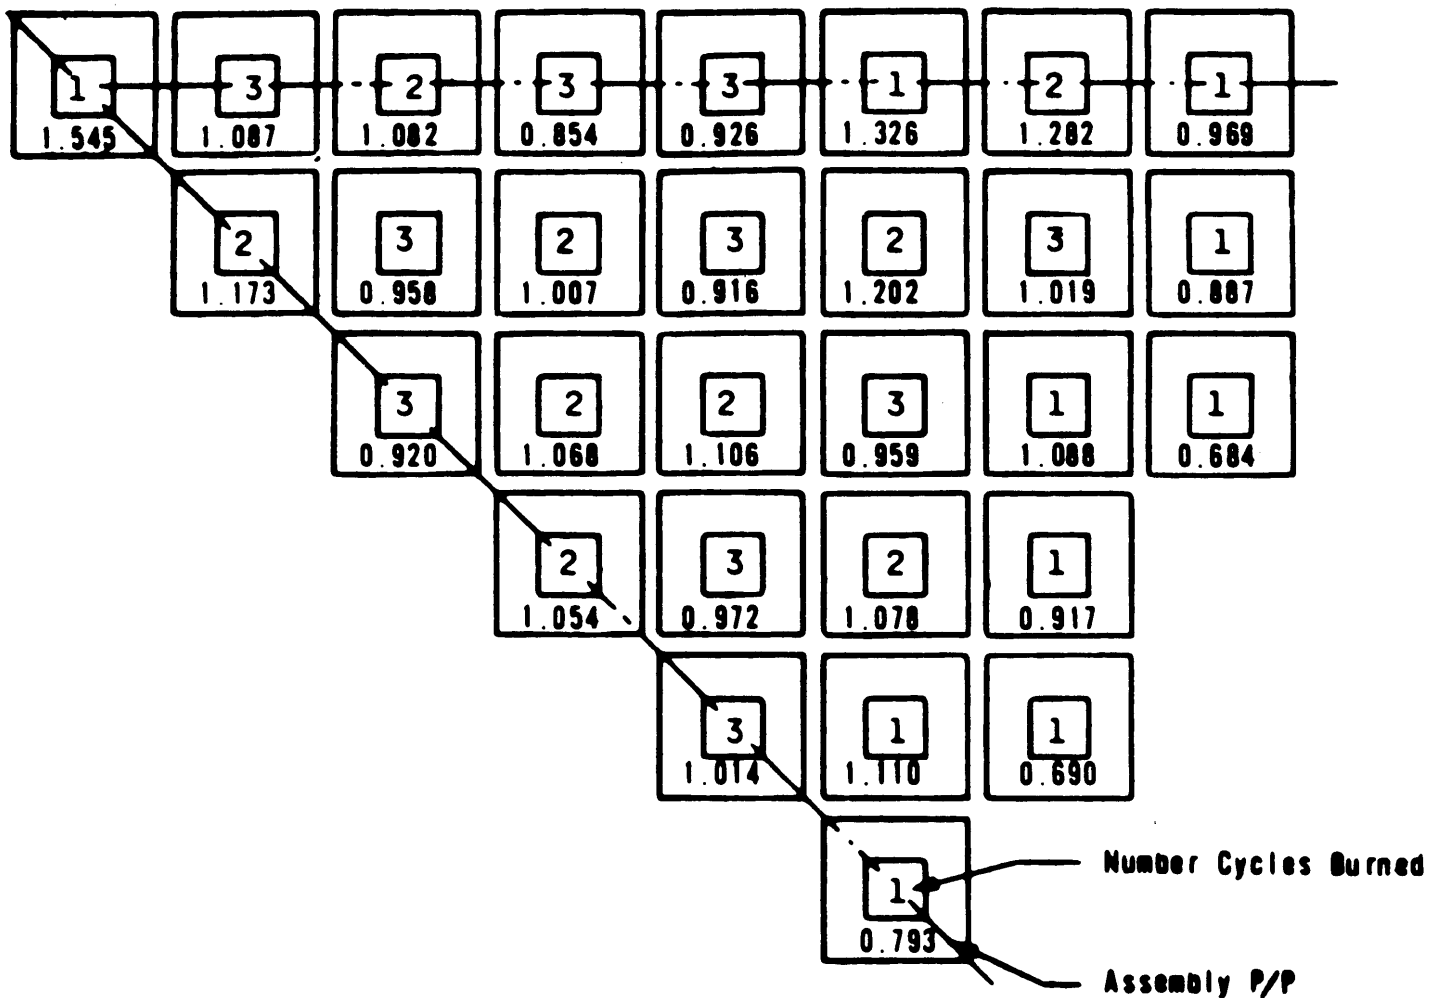 1 3 2 3 3 1 2 1
1.545 1.087 1.082 0.854 0.926 1.326 1.282 0.969
2 3 2 3 2 3 1
1.173 0.958 1.007 0.916 1.202 1.019 0.887
3 2 2 3 1 1
0.920 1.068 1.106 0.959 1.088 0.684
2 3 2 1
1.054 0.972 1.078 0.917
3 1 1
1.014 1.110 0.690
Number Cycles Burned
1
0.793
Assembly P/P